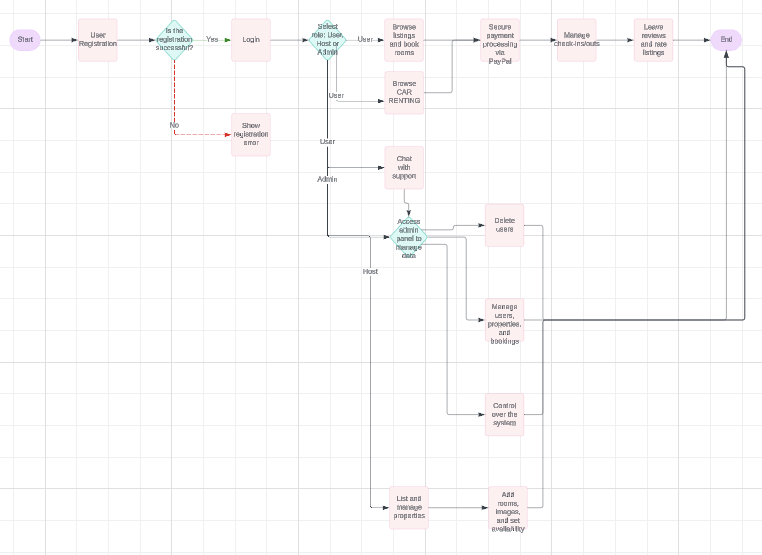 Start
User
Registration
Is the
registration
successful?
Yes
Login
Select
role: User,
Host or
Admin
User
Browse
listings
and book
rooms
Secure
payment
processing
via
PayPal
Manage
check-ins/outs
Leave
reviews
and rate
listings
End
User
Browse
CAR
RENTING
No
Show
registration
error
User
Admin
Chat
with
support
Access
admin
panel to
manage
data
Delete
users
Host
Manage
users,
properties,
and
bookings
Control
over the
system
List and
manage
properties
Add
rooms,
images,
and set
availability